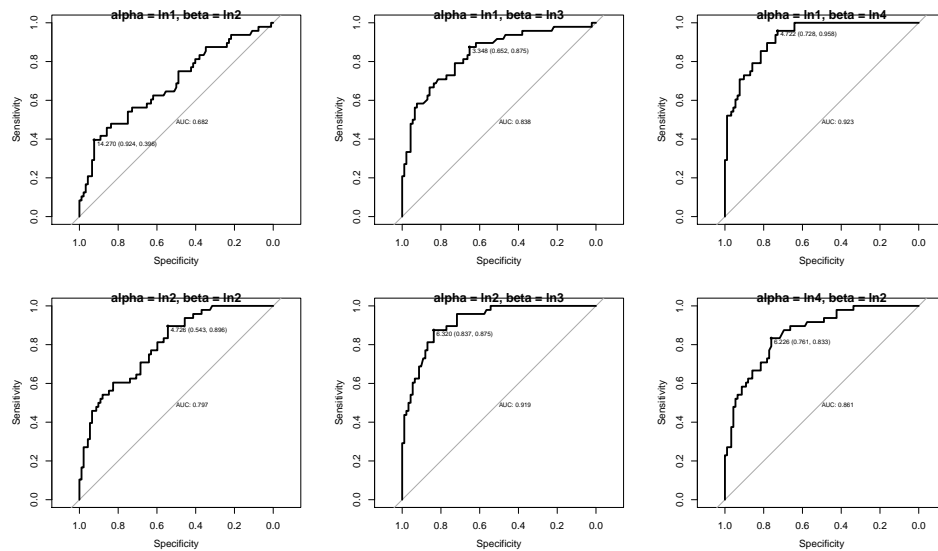 alpha = ln1, beta = ln2
Sensitivity
0.0 0.2 0.4 0.6 0.8 1.0
14.270 (0.924, 0.396)
AUC: 0.682
1.0 0.8 0.6 0.4 0.2 0.0
Specificity
alpha = ln1, beta = ln3
Sensitivity
0.0 0.2 0.4 0.6 0.8 1.0
3.348 (0.652, 0.875)
AUC: 0.838
1.0 0.8 0.6 0.4 0.2 0.0
Specificity
alpha = ln1, beta = ln4
Sensitivity
0.0 0.2 0.4 0.6 0.8 1.0
4.722 (0.728, 0.958)
AUC: 0.923
1.0 0.8 0.6 0.4 0.2 0.0
Specificity
alpha = ln2, beta = ln2
Sensitivity
0.0 0.2 0.4 0.6 0.8 1.0
4.726 (0.543, 0.896)
AUC: 0.797
1.0 0.8 0.6 0.4 0.2 0.0
Specificity
alpha = ln2, beta = ln3
Sensitivity
0.0 0.2 0.4 0.6 0.8 1.0
6.320 (0.837, 0.875)
AUC: 0.919
1.0 0.8 0.6 0.4 0.2 0.0
Specificity
alpha = ln4, beta = ln2
Sensitivity
0.0 0.2 0.4 0.6 0.8 1.0
6.226 (0.761, 0.833)
AUC: 0.861
1.0 0.8 0.6 0.4 0.2 0.0
Specificity